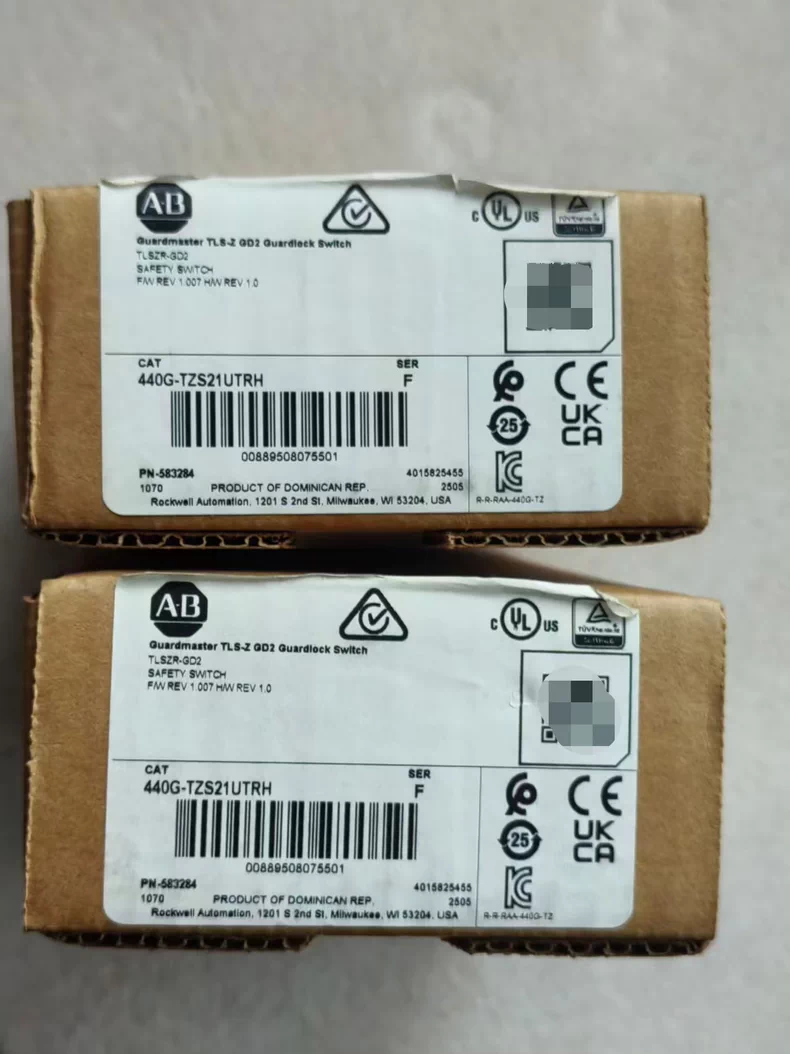 A-B
C UL US
TÜVRheinland
Guardmaster TLS-Z GD2 Guardlock Switch
TLSZR-GD2
SAFETY SWITCH
F/W REV 1.007 H/W REV 1.0
CAT
SER
440G-TZS21UTRH
F
CE
25
UK
CA
00889508075501
PN-583284
4015825455
1070
PRODUCT OF DOMINICAN REP.
2505
Rockwell Automation, 1201 S 2nd St, Milwaukee, WI 53204, USA
R-R-RAA-440G-TZ
A-B
C UL US
TÜVRheinland
Guardmaster TLS-Z GD2 Guardlock Switch
TLSZR-GD2
SAFETY SWITCH
F/W REV 1.007 H/W REV 1.0
CAT
SER
440G-TZS21UTRH
F
CE
25
UK
CA
00889508075501
PN-583284
4015825455
1070
PRODUCT OF DOMINICAN REP.
2505
Rockwell Automation, 1201 S 2nd St, Milwaukee, WI 53204, USA
R-R-RAA-440G-TZ